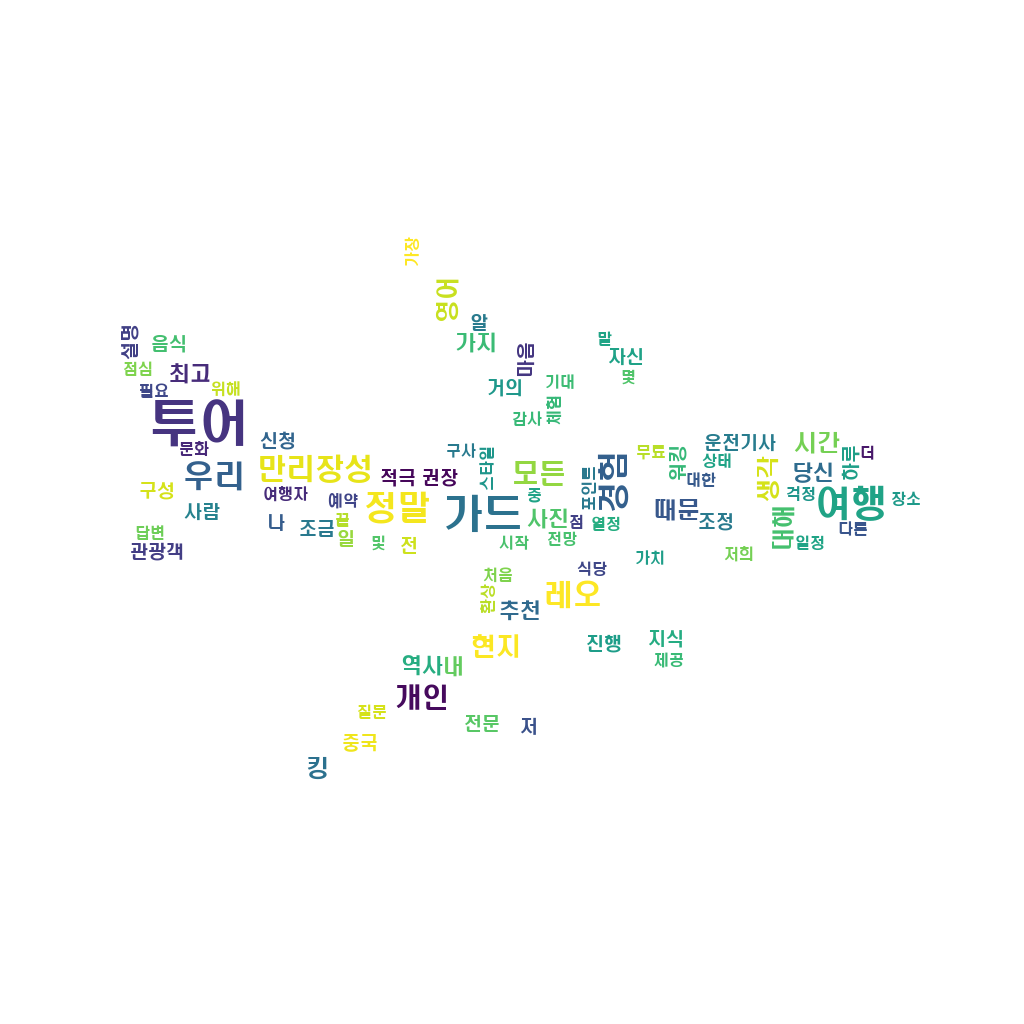 가장
영어
알
설명
음식
가지
말
마음
자신
점심
최고
몇
필요
위해
거의
기대
체험
투어
감사
문화
신청
구사
스타일
무료
워킹
운전기사
시간
하루
더
우리
만리장성
적극 권장
모든
경험
포인트
상태
대한
생각
당신
구성
여행자
예약
정말
중
걱정
여행
장소
사람
나
조금
끝
가드
사진
점
열정
때문
조정
대해
다른
답변
일
및
전
시작
전망
일정
관광객
가치
저희
처음
식당
환상
레오
추천
현지
진행
지식
역사
내
제공
개인
질문
전문
저
중국
킹